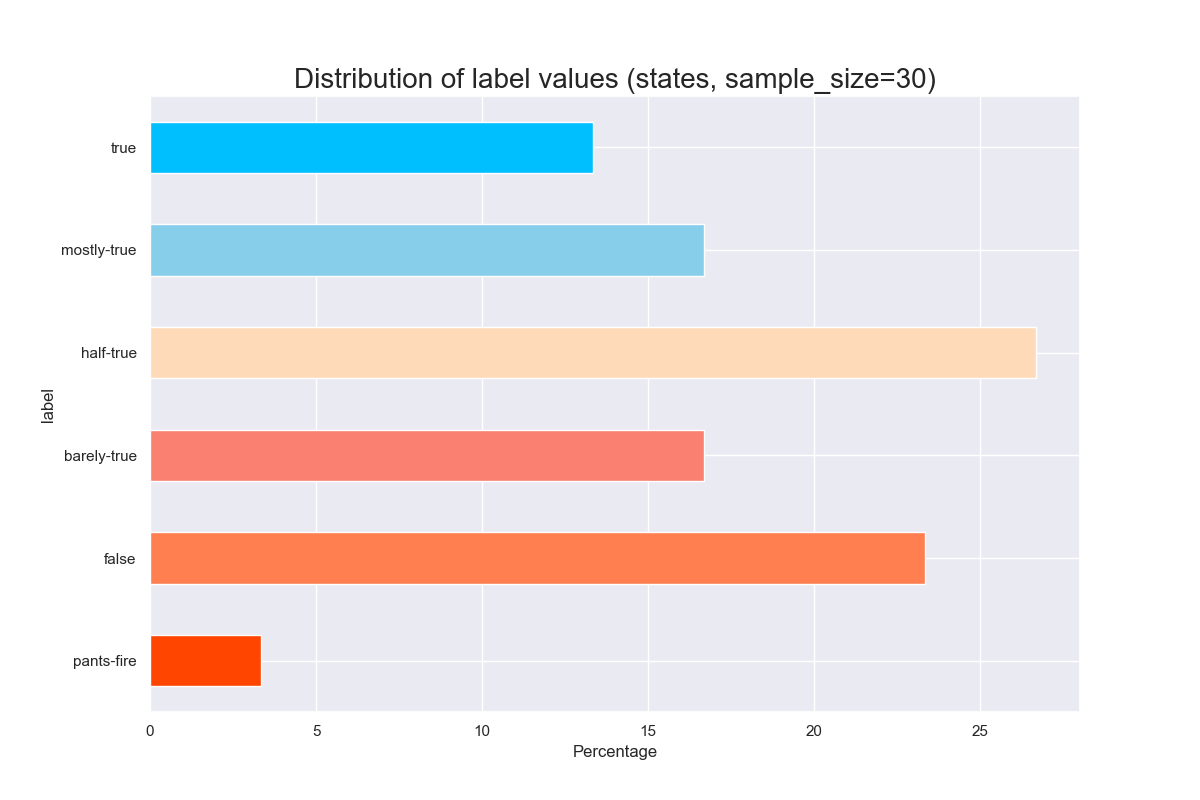 Distribution of label values (states, sample_size=30)
true
mostly-true
half-true
label
barely-true
false
pants-fire
0 5 10 15 20 25
Percentage